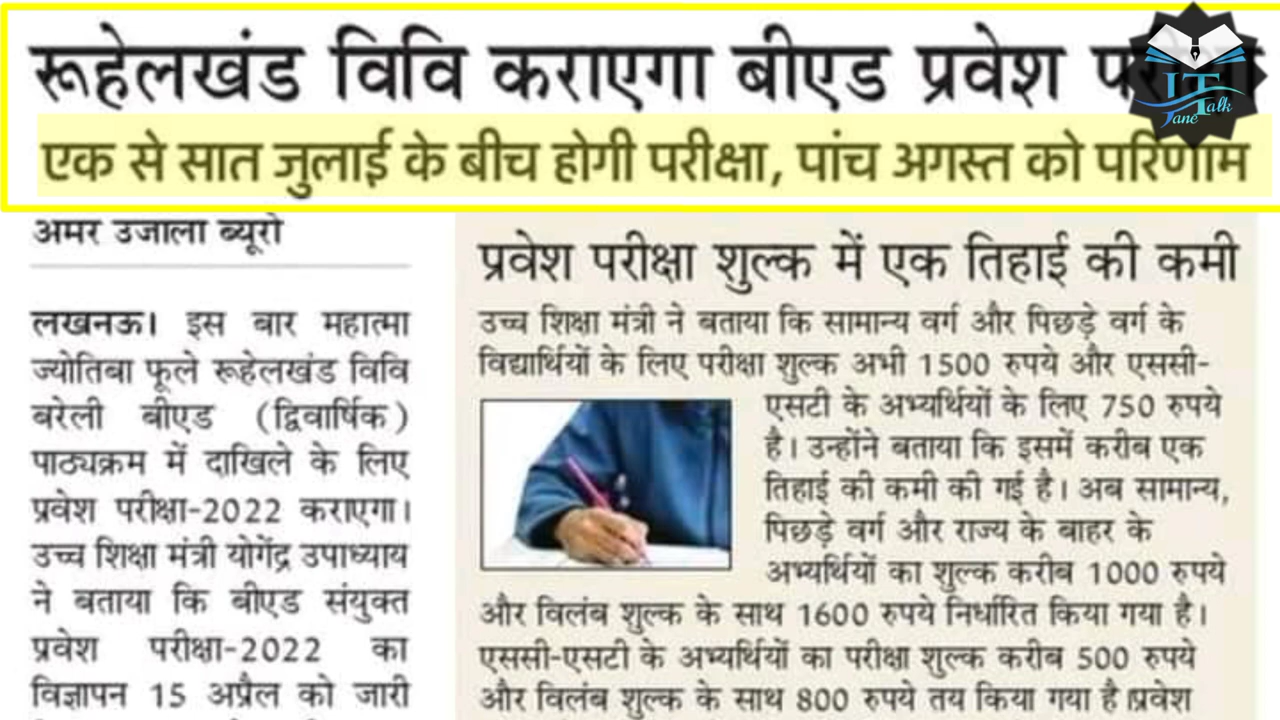 रूहेलखंड विवि कराएगा बीएड प्रवेश
एक से सात जुलाई के बीच होगी परीक्षा, पांच अगस्त को परिणाम
अमर उजाला ब्यूरो
लखनऊ। इस बार महात्मा
ज्योतिबा फूले रूहेलखंड विवि
बरेली बीएड (द्विवार्षिक)
पाठ्यक्रम में दाखिले के लिए
प्रवेश परीक्षा-2022 कराएगा।
उच्च शिक्षा मंत्री योगेंद्र उपाध्याय
ने बताया कि बीएड संयुक्त
प्रवेश परीक्षा-2022 का
विज्ञापन 15 अप्रैल को जारी
प्रवेश परीक्षा शुल्क में एक तिहाई की कमी
उच्च शिक्षा मंत्री ने बताया कि सामान्य वर्ग और पिछड़े वर्ग के
विद्यार्थियों के लिए परीक्षा शुल्क अभी 1500 रुपये और एससी-
एसटी के अभ्यर्थियों के लिए 750 रुपये
है। उन्होंने बताया कि इसमें करीब एक
तिहाई की कमी की गई है। अब सामान्य,
पिछड़े वर्ग और राज्य के बाहर के
अभ्यर्थियों का शुल्क करीब 1000 रुपये
और विलंब शुल्क के साथ 1600 रुपये निर्धारित किया गया है।
एससी-एसटी के अभ्यर्थियों का परीक्षा शुल्क करीब 500 रुपये
और विलंब शुल्क के साथ 800 रुपये तय किया गया है।प्रवेश
Jane
Talk